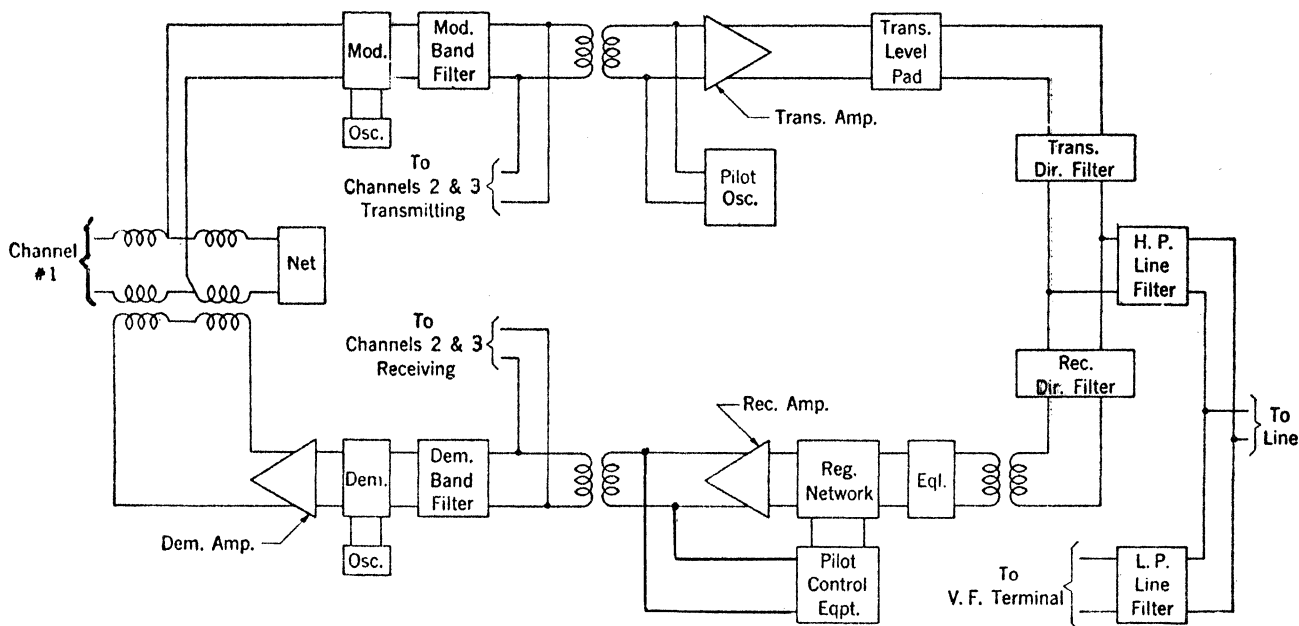 Mod.
Mod.
Band
Filter
Trans.
Level
Pad
Osc.
Trans. Amp.
To
Channels 2 & 3
Transmitting
Pilot
Osc.
Trans.
Dir. Filter
Channel
#1
Net
H. P.
Line
Filter
To
Channels 2 & 3
Receiving
Rec.
Dir. Filter
Rec. Amp.
To
Line
Dem.
Dem.
Band
Filter
Reg.
Network
Eql.
Dem. Amp.
Osc.
Pilot
Control
Eqpt.
To
V. F. Terminal
L. P.
Line
Filter